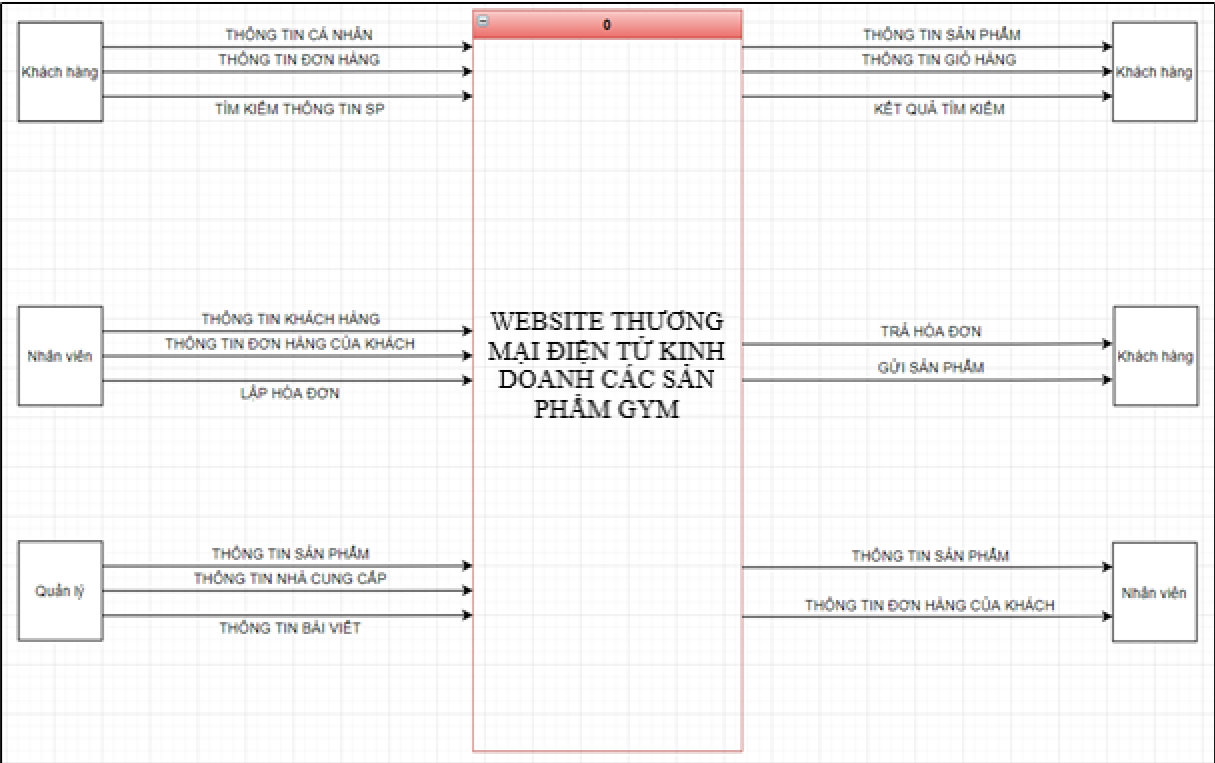 0
Khách hàng
THÔNG TIN CÁ NHÂN
THÔNG TIN ĐƠN HÀNG
TÌM KIẾM THÔNG TIN SP
THÔNG TIN SẢN PHẨM
THÔNG TIN GIỎ HÀNG
KẾT QUẢ TÌM KIẾM
Khách hàng
Nhân viên
THÔNG TIN KHÁCH HÀNG
THÔNG TIN ĐƠN HÀNG CỦA KHÁCH
LẬP HÓA ĐƠN
WEBSITE THƯƠNG
MẠI ĐIỆN TỬ KINH
DOANH CÁC SẢN
PHẨM GYM
TRẢ HÓA ĐƠN
GỬI SẢN PHẨM
Khách hàng
Quản lý
THÔNG TIN SẢN PHẨM
THÔNG TIN NHÀ CUNG CẤP
THÔNG TIN BÀI VIẾT
THÔNG TIN SẢN PHẨM
THÔNG TIN ĐƠN HÀNG CỦA KHÁCH
Nhân viên